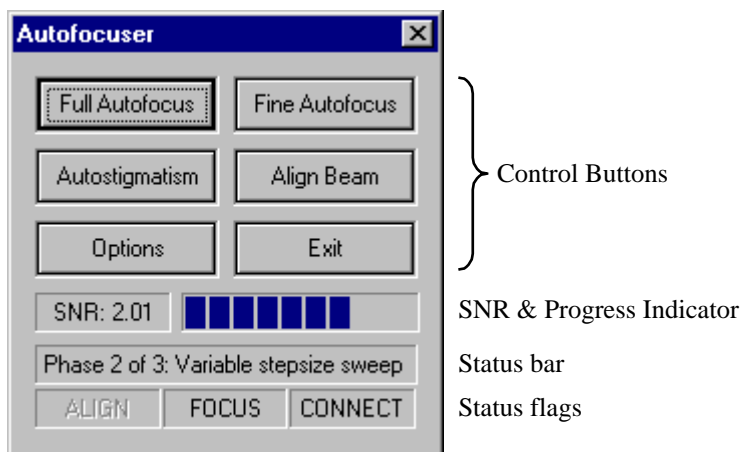 Autofocuser
Full Autofocus Fine Autofocus
Autostigmatism Align Beam
Control Buttons
Options Exit
SNR: 2.01
SNR & Progress Indicator
Phase 2 of 3: Variable stepsize sweep
Status bar
ALIGN FOCUS CONNECT
Status flags